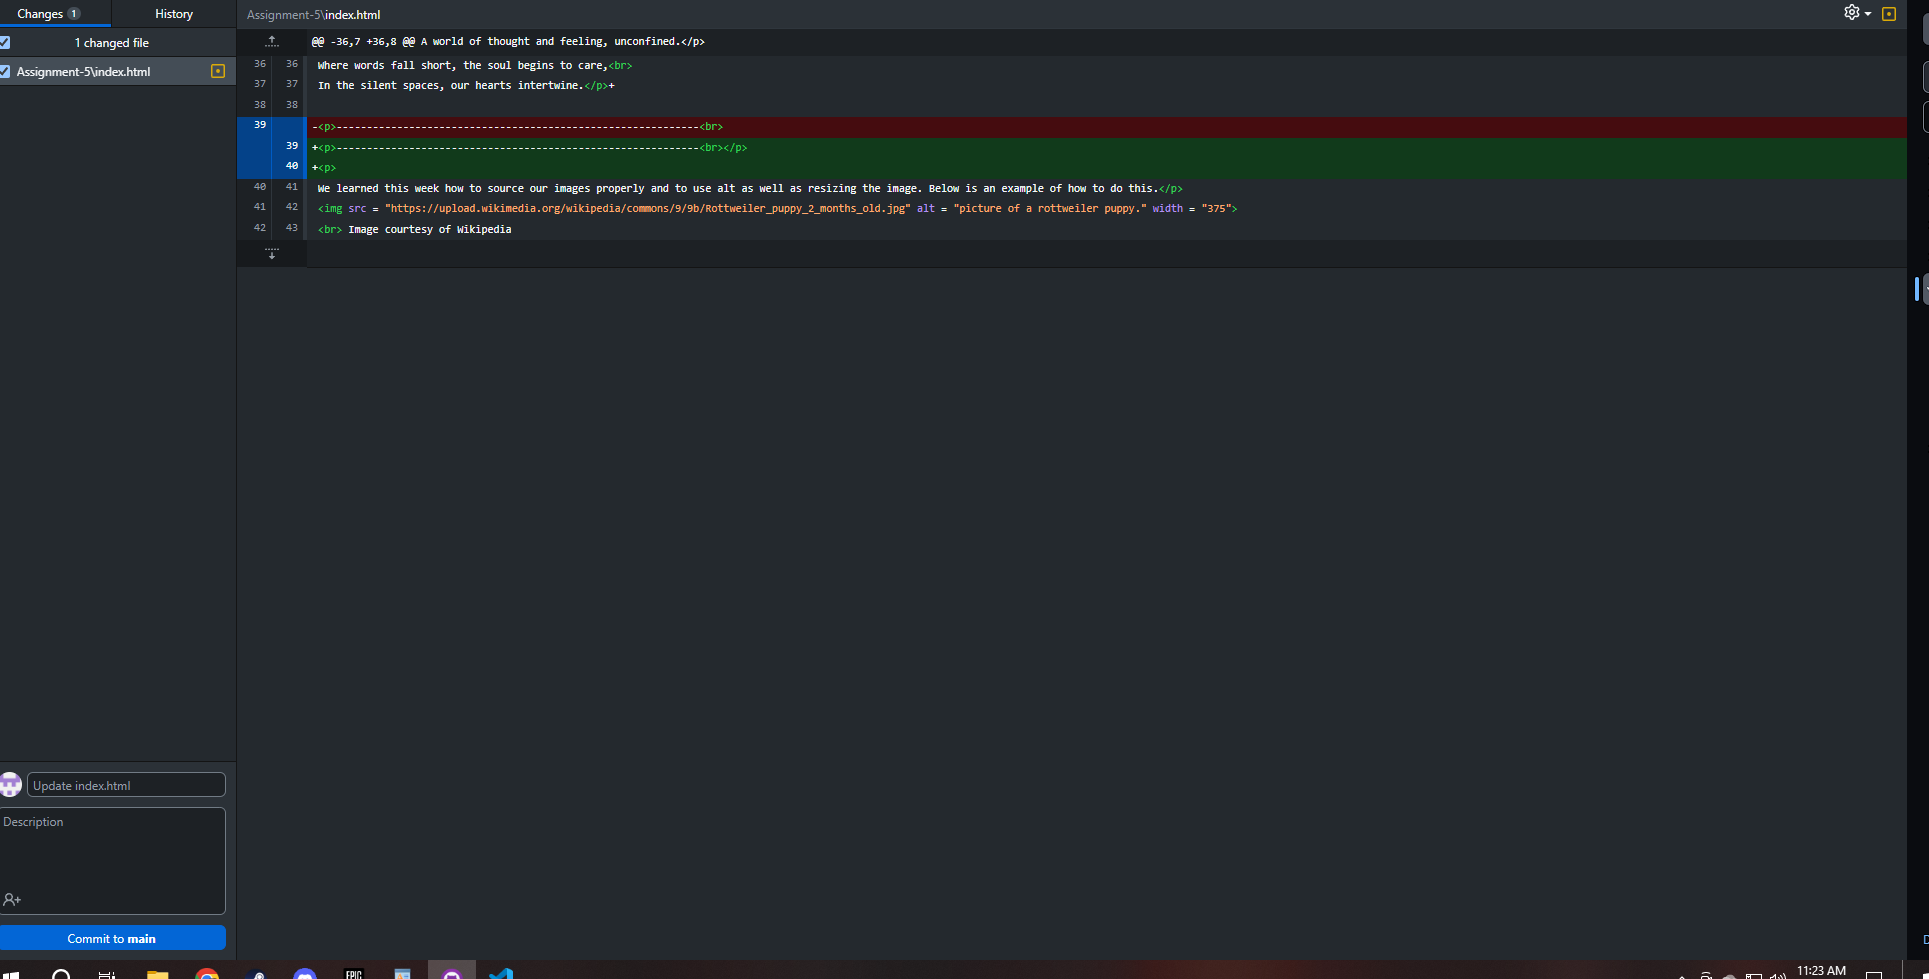 Changes 1 History Assignment-5\index.html
1 changed file
Assignment-5\index.html
@@ -36,7 +36,8 @@ A world of thought and feeling, unconfined.</p>
36 36 Where words fall short, the soul begins to care,<br>
37 37 In the silent spaces, our hearts intertwine.</p>+
38 38
39 -<p>------------------------------------------------------------<br>
39 +<p>------------------------------------------------------------<br></p>
40 +<p>
40 41 We learned this week how to source our images properly and to use alt as well as resizing the image. Below is an example of how to do this.</p>
41 42 <img src = "https://upload.wikimedia.org/wikipedia/commons/9/9b/Rottweiler_puppy_2_months_old.jpg" alt = "picture of a rottweiler puppy." width = "375">
42 43 <br> Image courtesy of Wikipedia
Update index.html
Description
Commit to main
EPIC
11:23 AM